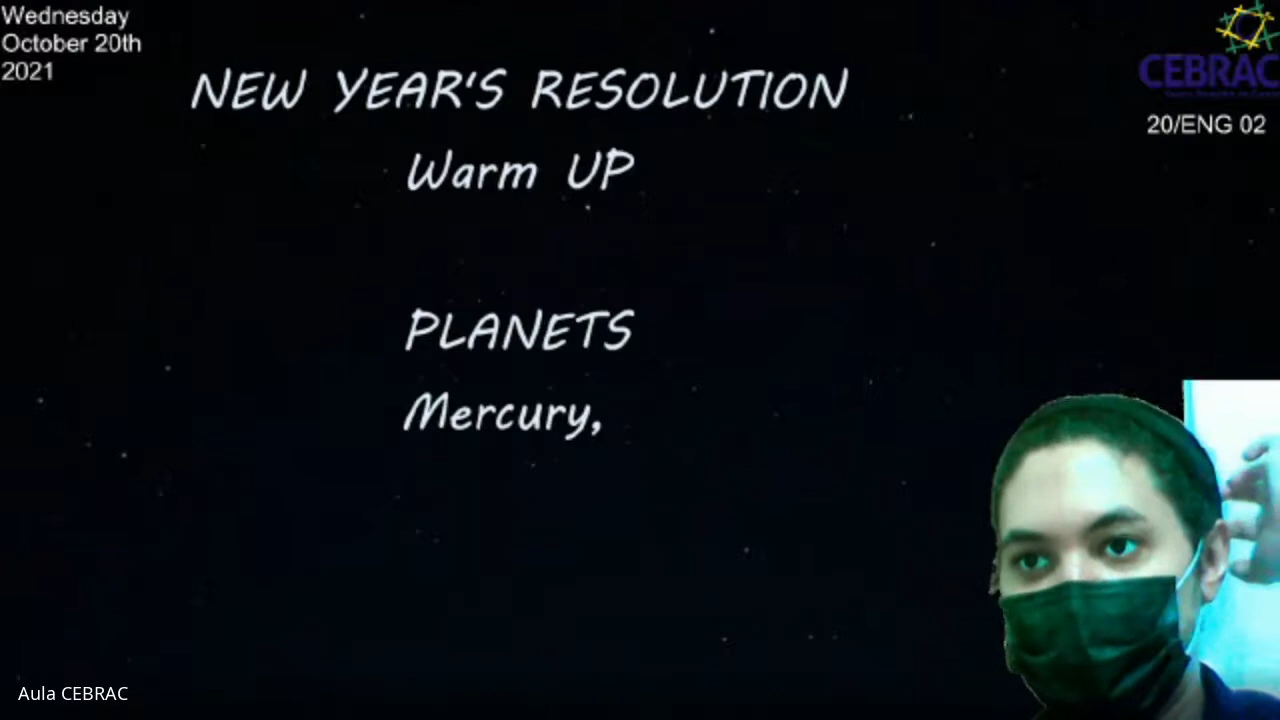 Wednesday
October 20th
2021
NEW YEAR'S RESOLUTION
Warm UP
PLANETS
Mercury,
CEBRAC
20/ENG 02
Aula CEBRAC